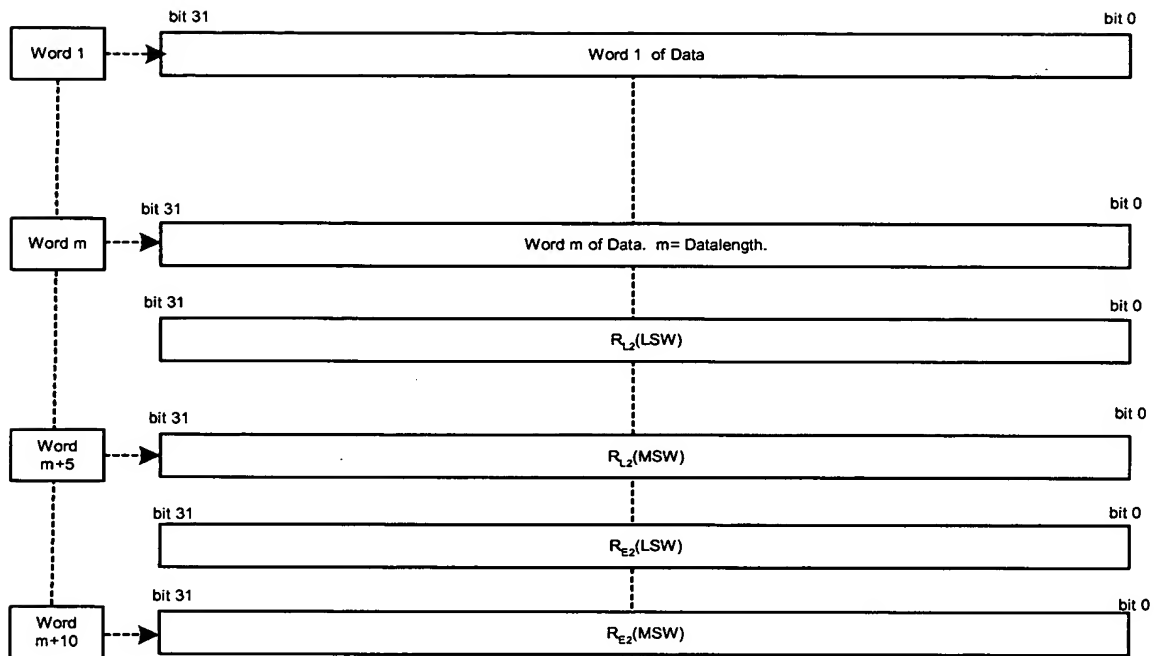 bit 31
bit 0
Word 1
Word 1 of Data
bit 31
bit 0
Word m
Word m of Data. m= Datalength.
bit 31
bit 0
R_L2(LSW)
bit 31
bit 0
Word
m+5
R_L2(MSW)
bit 31
bit 0
R_E2(LSW)
bit 31
bit 0
Word
m+10
R_E2(MSW)